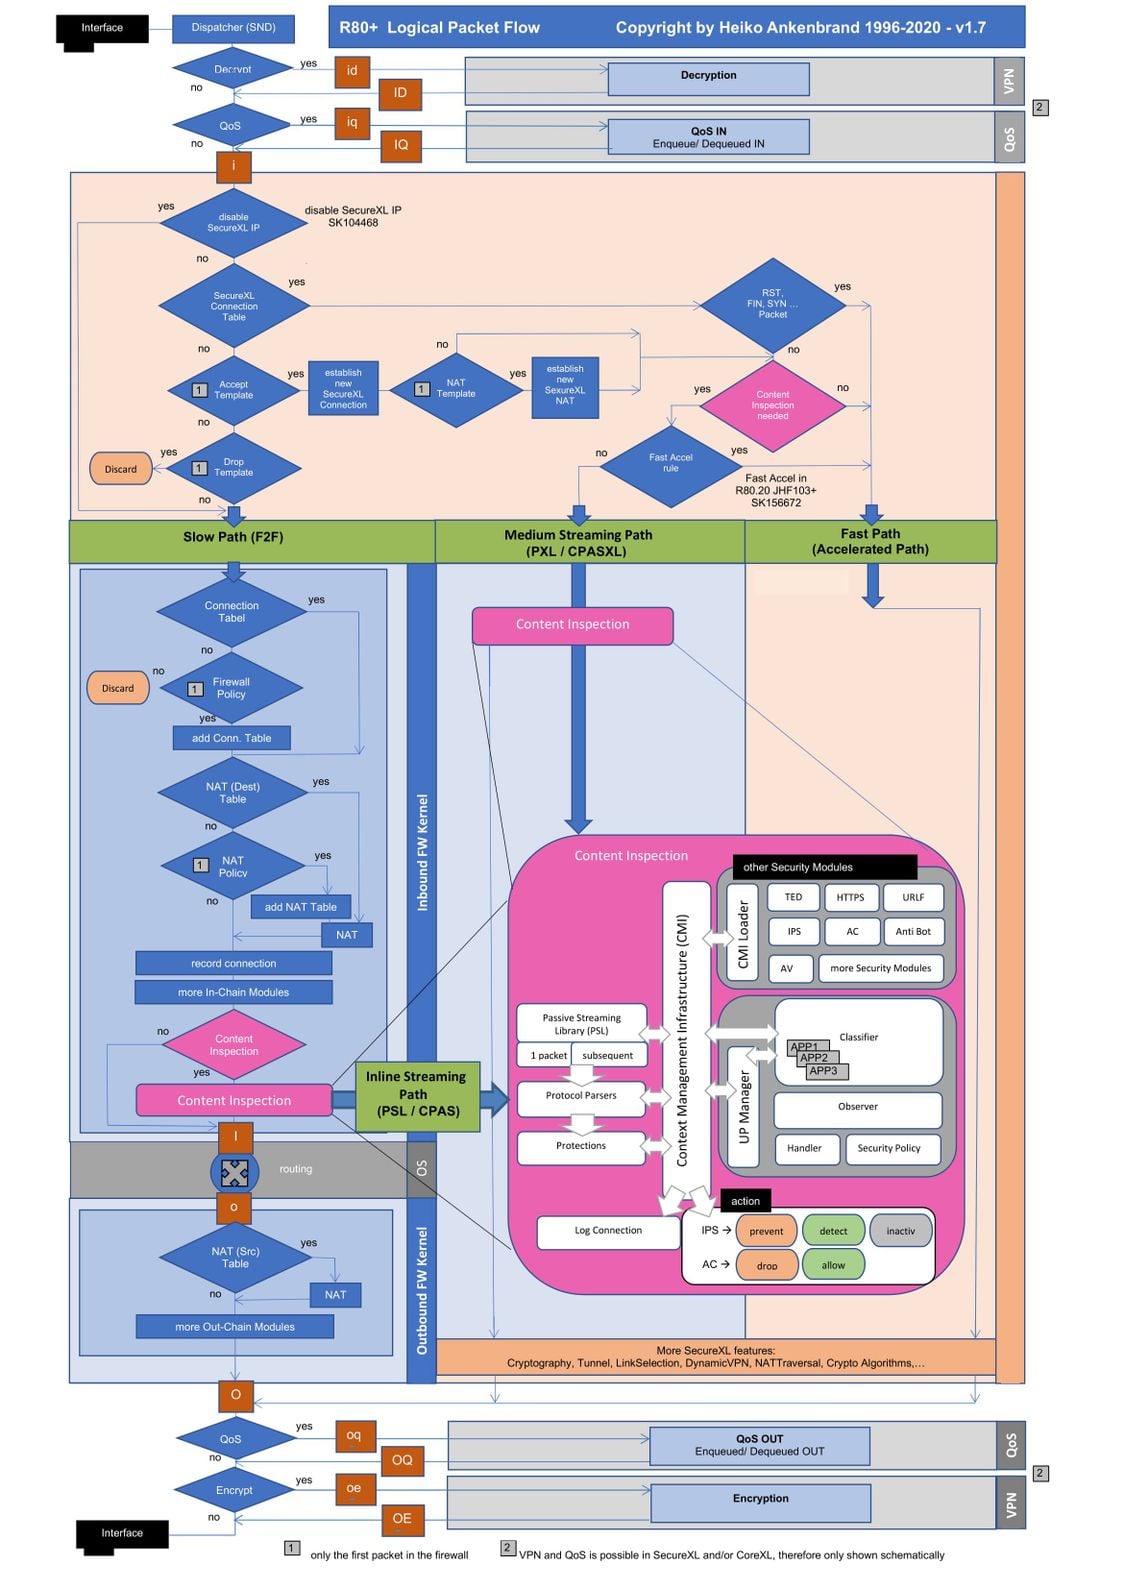 Interface
Dispatcher (SND)
R80+ Logical Packet Flow
Copyright by Heiko Ankenbrand 1996-2020 - v1.7
Decrypt
yes
no
id
ID
Decryption
VPN
2
QoS
yes
no
iq
IQ
QoS IN
Enqueue/ Dequeued IN
QoS
i
yes
disable
SecureXL IP
disable SecureXL IP
SK104468
no
SecureXL
Connection
Table
yes
RST,
FIN, SYN ...
Packet
yes
no
no
1
Accept
Template
yes
establish
new
SecureXL
Connection
no
1
NAT
Template
yes
establish
new
SexureXL
NAT
yes
Content
Inspection
needed
no
no
Discard
yes
1
Drop
Template
no
no
Fast Accel
rule
yes
Fast Accel in
R80.20 JHF103+
SK156672
Slow Path (F2F)
Medium Streaming Path
(PXL / CPASXL)
Fast Path
(Accelerated Path)
Connection
Tabel
yes
no
Discard
no
1
Firewall
Policy
yes
add Conn. Table
NAT (Dest)
Table
yes
no
1
NAT
Policy
yes
no
add NAT Table
NAT
record connection
more In-Chain Modules
no
Content
Inspection
yes
Content Inspection
Inbound FW Kernel
Inline Streaming
Path
(PSL / CPAS)
I
routing
OS
o
NAT (Src)
Table
yes
no
NAT
more Out-Chain Modules
Outbound FW Kernel
Content Inspection
Content Inspection
other Security Modules
CMI Loader
TED
HTTPS
URLF
IPS
AC
Anti Bot
AV
more Security Modules
Context Management Infrastructure (CMI)
Passive Streaming
Library (PSL)
1 packet
subsequent
Protocol Parsers
Protections
UP Manager
Classifier
APP1
APP2
APP3
Observer
Handler
Security Policy
action
Log Connection
IPS →
prevent
detect
inactiv
AC →
drop
allow
More SecureXL features:
Cryptography, Tunnel, LinkSelection, DynamicVPN, NATTraversal, Crypto Algorithms,…
O
QoS
yes
no
oq
OQ
QoS OUT
Enqueued/ Dequeued OUT
QoS
2
Encrypt
yes
no
oe
OE
Encryption
VPN
Interface
1
only the first packet in the firewall
2
VPN and QoS is possible in SecureXL and/or CoreXL, therefore only shown schematically